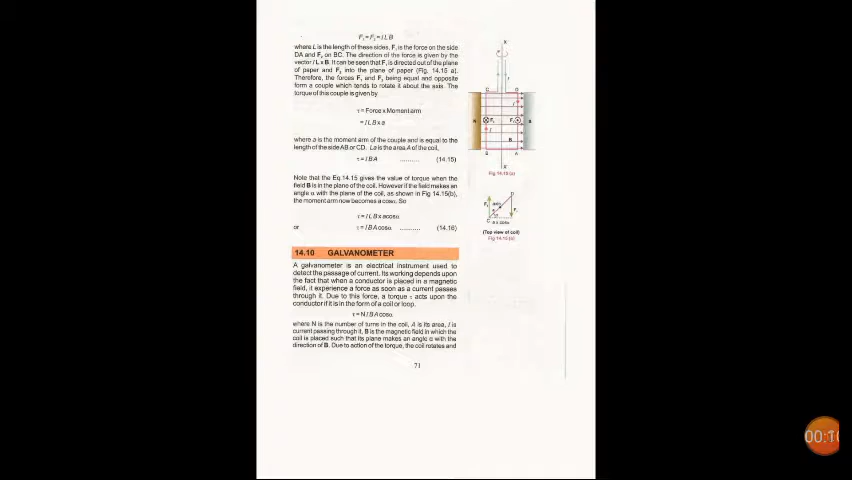 F₁ = F₂ = I L B
where L is the length of these sides, F₁ is the force on the side
DA and F₂ on BC. The direction of the force is given by the
vector I L x B. It can be seen that F₁ is directed out of the plane
of paper and F₂ into the plane of paper (Fig. 14.15 a).
Therefore, the forces F₁ and F₂ being equal and opposite
form a couple which tends to rotate it about the axis. The
torque of this couple is given by
τ = Force x Moment arm
= I L B x a
where a is the moment arm of the couple and is equal to the
length of the side AB or CD. La is the area A of the coil,
τ = I B A .......... (14.15)
Note that the Eq.14.15 gives the value of torque when the
field B is in the plane of the coil. However if the field makes an
angle α with the plane of the coil, as shown in Fig 14.15(b),
the moment arm now becomes a cosα. So
τ = I L B x acosα
or τ = I B A cosα .......... (14.16)
14.10 GALVANOMETER
A galvanometer is an electrical instrument used to
detect the passage of current. Its working depends upon
the fact that when a conductor is placed in a magnetic
field, it experience a force as soon as a current passes
through it. Due to this force, a torque τ acts upon the
conductor if it is in the form of a coil or loop.
τ = N I B A cosα
where N is the number of turns in the coil, A is its area, I is
current passing through it, B is the magnetic field in which the
coil is placed such that its plane makes an angle α with the
direction of B. Due to action of the torque, the coil rotates and
71
X
I
C D
I
N F₂ F₁ S
I
B
B A
X'
Fig 14.15 (a)
D
F₂
F₁
C
a x cosα
(Top view of coil)
00:10